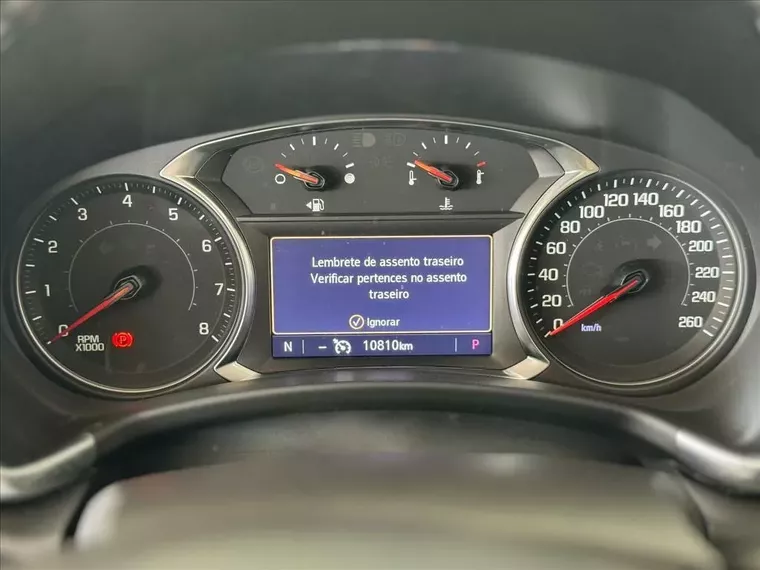 0
1
2
3
4
5
6
7
8
RPM
X1000
P
Lembrete de assento traseiro
Verificar pertences no assento
traseiro
Ignorar
N
10810km
P
0
20
40
60
80
100
120
140
160
180
200
220
240
260
km/h